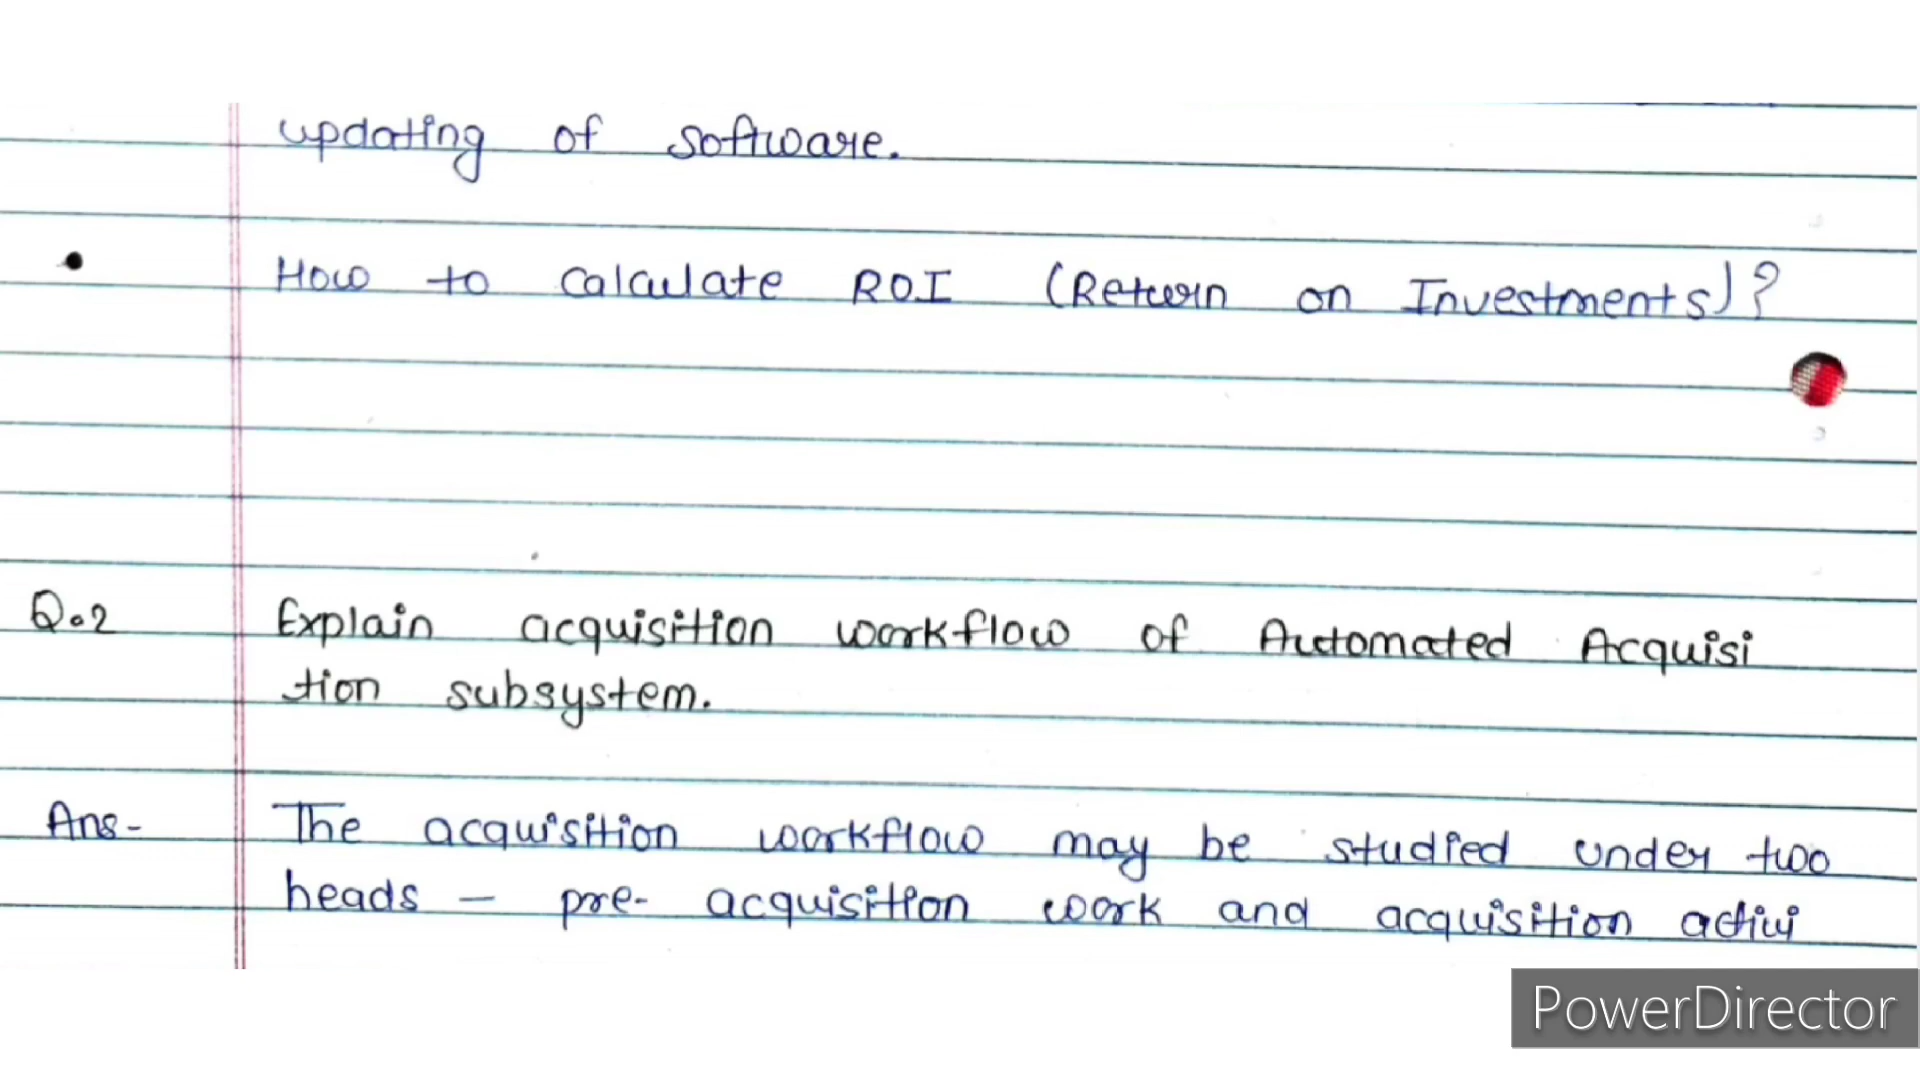 updating of software.
• How to calculate ROI (Return on Investments)?
Q.2 Explain acquisition workflow of Automated Acquisi
tion subsystem.
Ans- The acquisition workflow may be studied under two
heads - pre- acquisition work and acquisition activi
PowerDirector